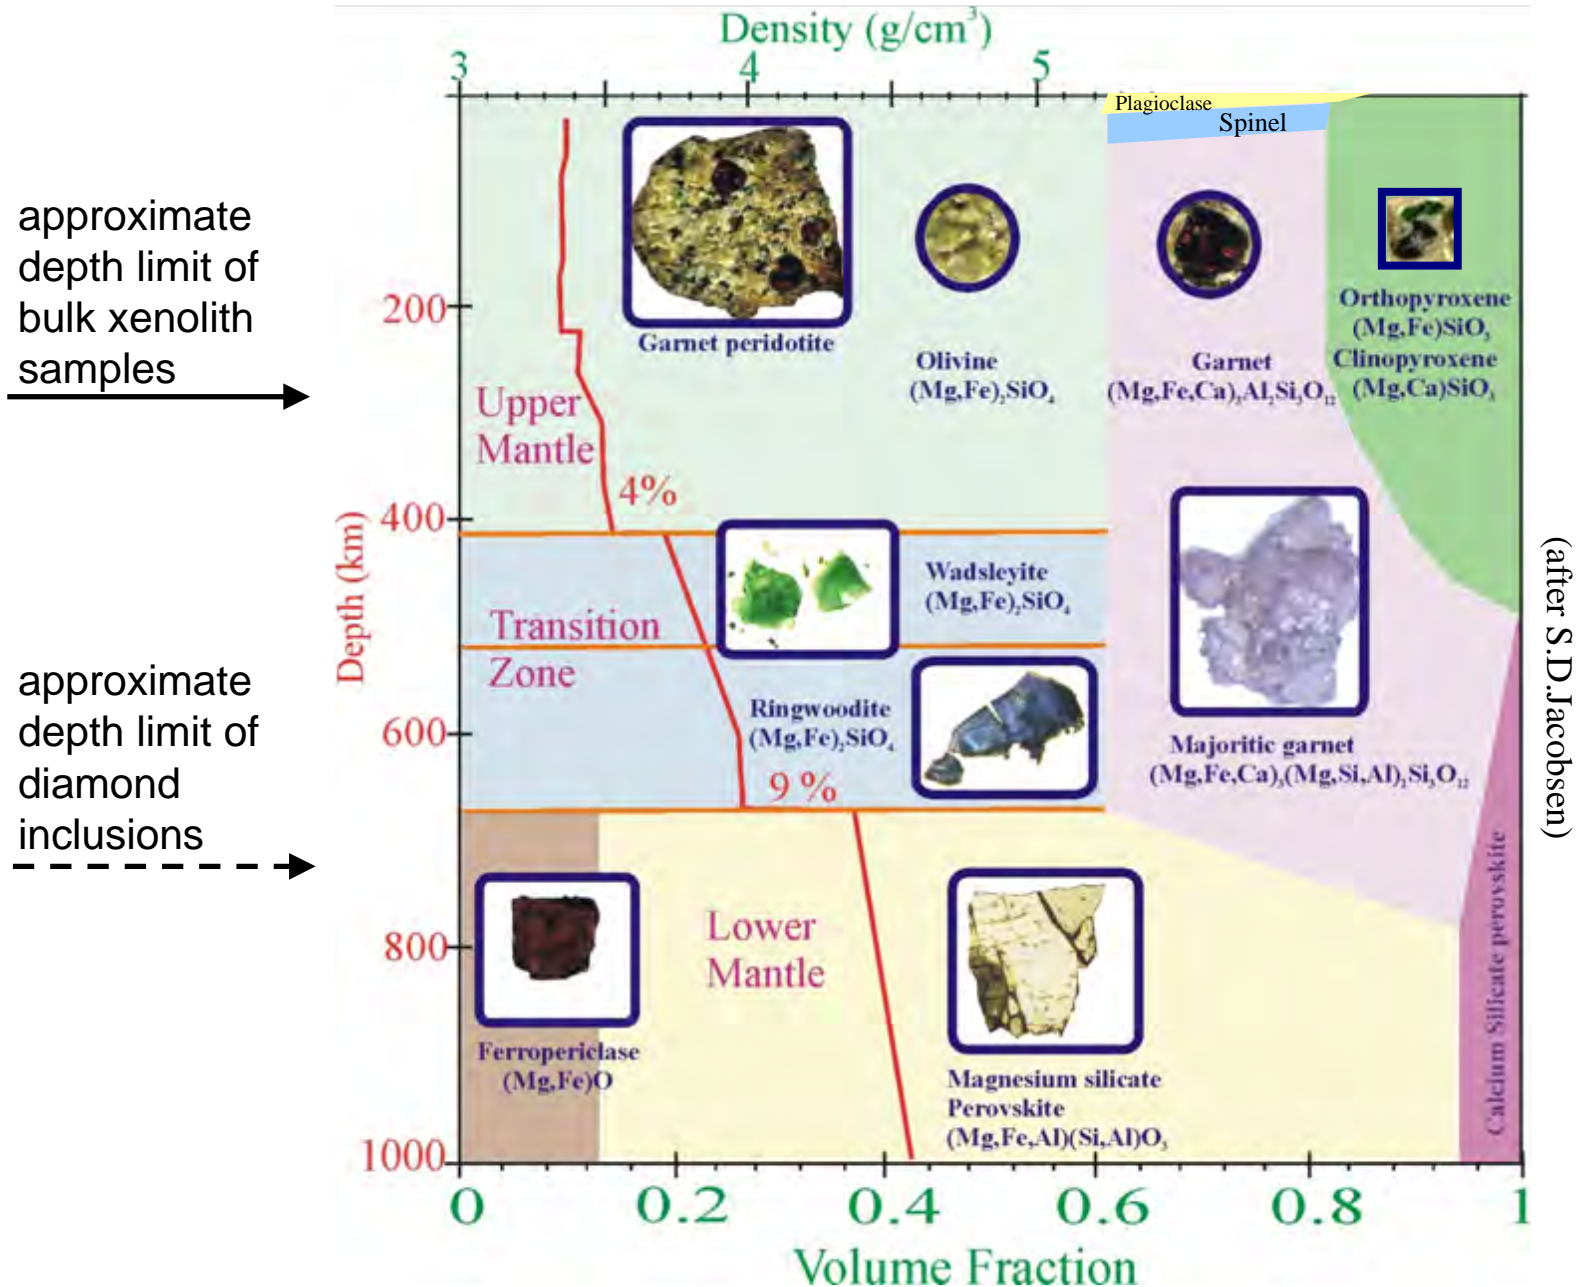 Density (g/cm³)
3 4 5
Plagioclase
Spinel
approximate
depth limit of
bulk xenolith
samples
200
Garnet peridotite
Olivine
(Mg,Fe)₂SiO₄
Garnet
(Mg,Fe,Ca)₃Al₂Si₃O₁₂
Orthopyroxene
(Mg,Fe)SiO₃
Clinopyroxene
(Mg,Ca)SiO₃
Upper
Mantle
4%
400
Depth (km)
Wadsleyite
(Mg,Fe)₂SiO₄
Transition
Zone
600
Ringwoodite
(Mg,Fe)₂SiO₄
9 %
Majoritic garnet
(Mg,Fe,Ca)₃(Mg,Si,Al)₂Si₃O₁₂
(after S.D.Jacobsen)
approximate
depth limit of
diamond
inclusions
800
Lower
Mantle
Ferropericlase
(Mg,Fe)O
Magnesium silicate
Perovskite
(Mg,Fe,Al)(Si,Al)O₃
Calcium Silicate perovskite
1000
0 0.2 0.4 0.6 0.8 1
Volume Fraction